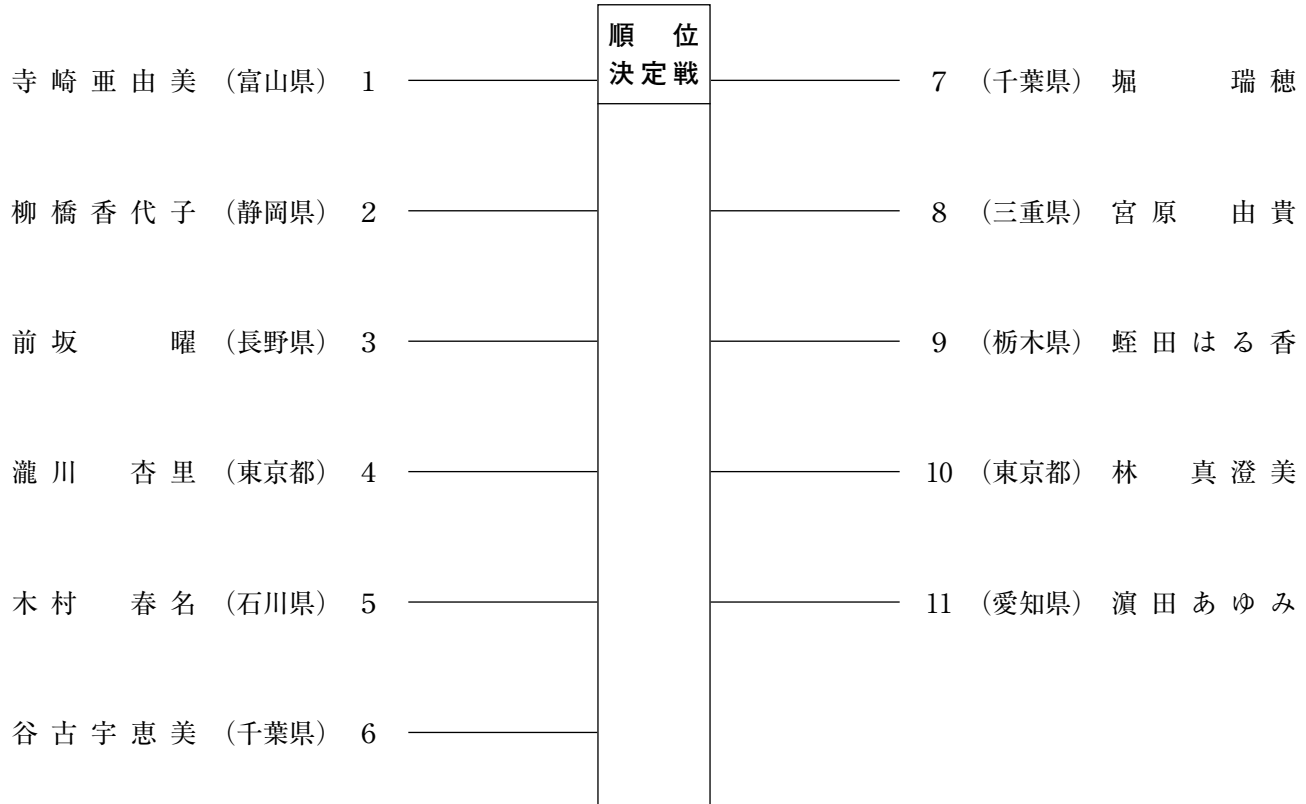 順 位
決定戦
寺崎亜由美 (富山県) 1
7 (千葉県) 堀 瑞穂
柳橋香代子 (静岡県) 2
8 (三重県) 宮原 由貴
前坂 曜 (長野県) 3
9 (栃木県) 蛭田はる香
瀧川 杏里 (東京都) 4
10 (東京都) 林 真澄美
木村 春名 (石川県) 5
11 (愛知県) 濵田あゆみ
谷古宇恵美 (千葉県) 6